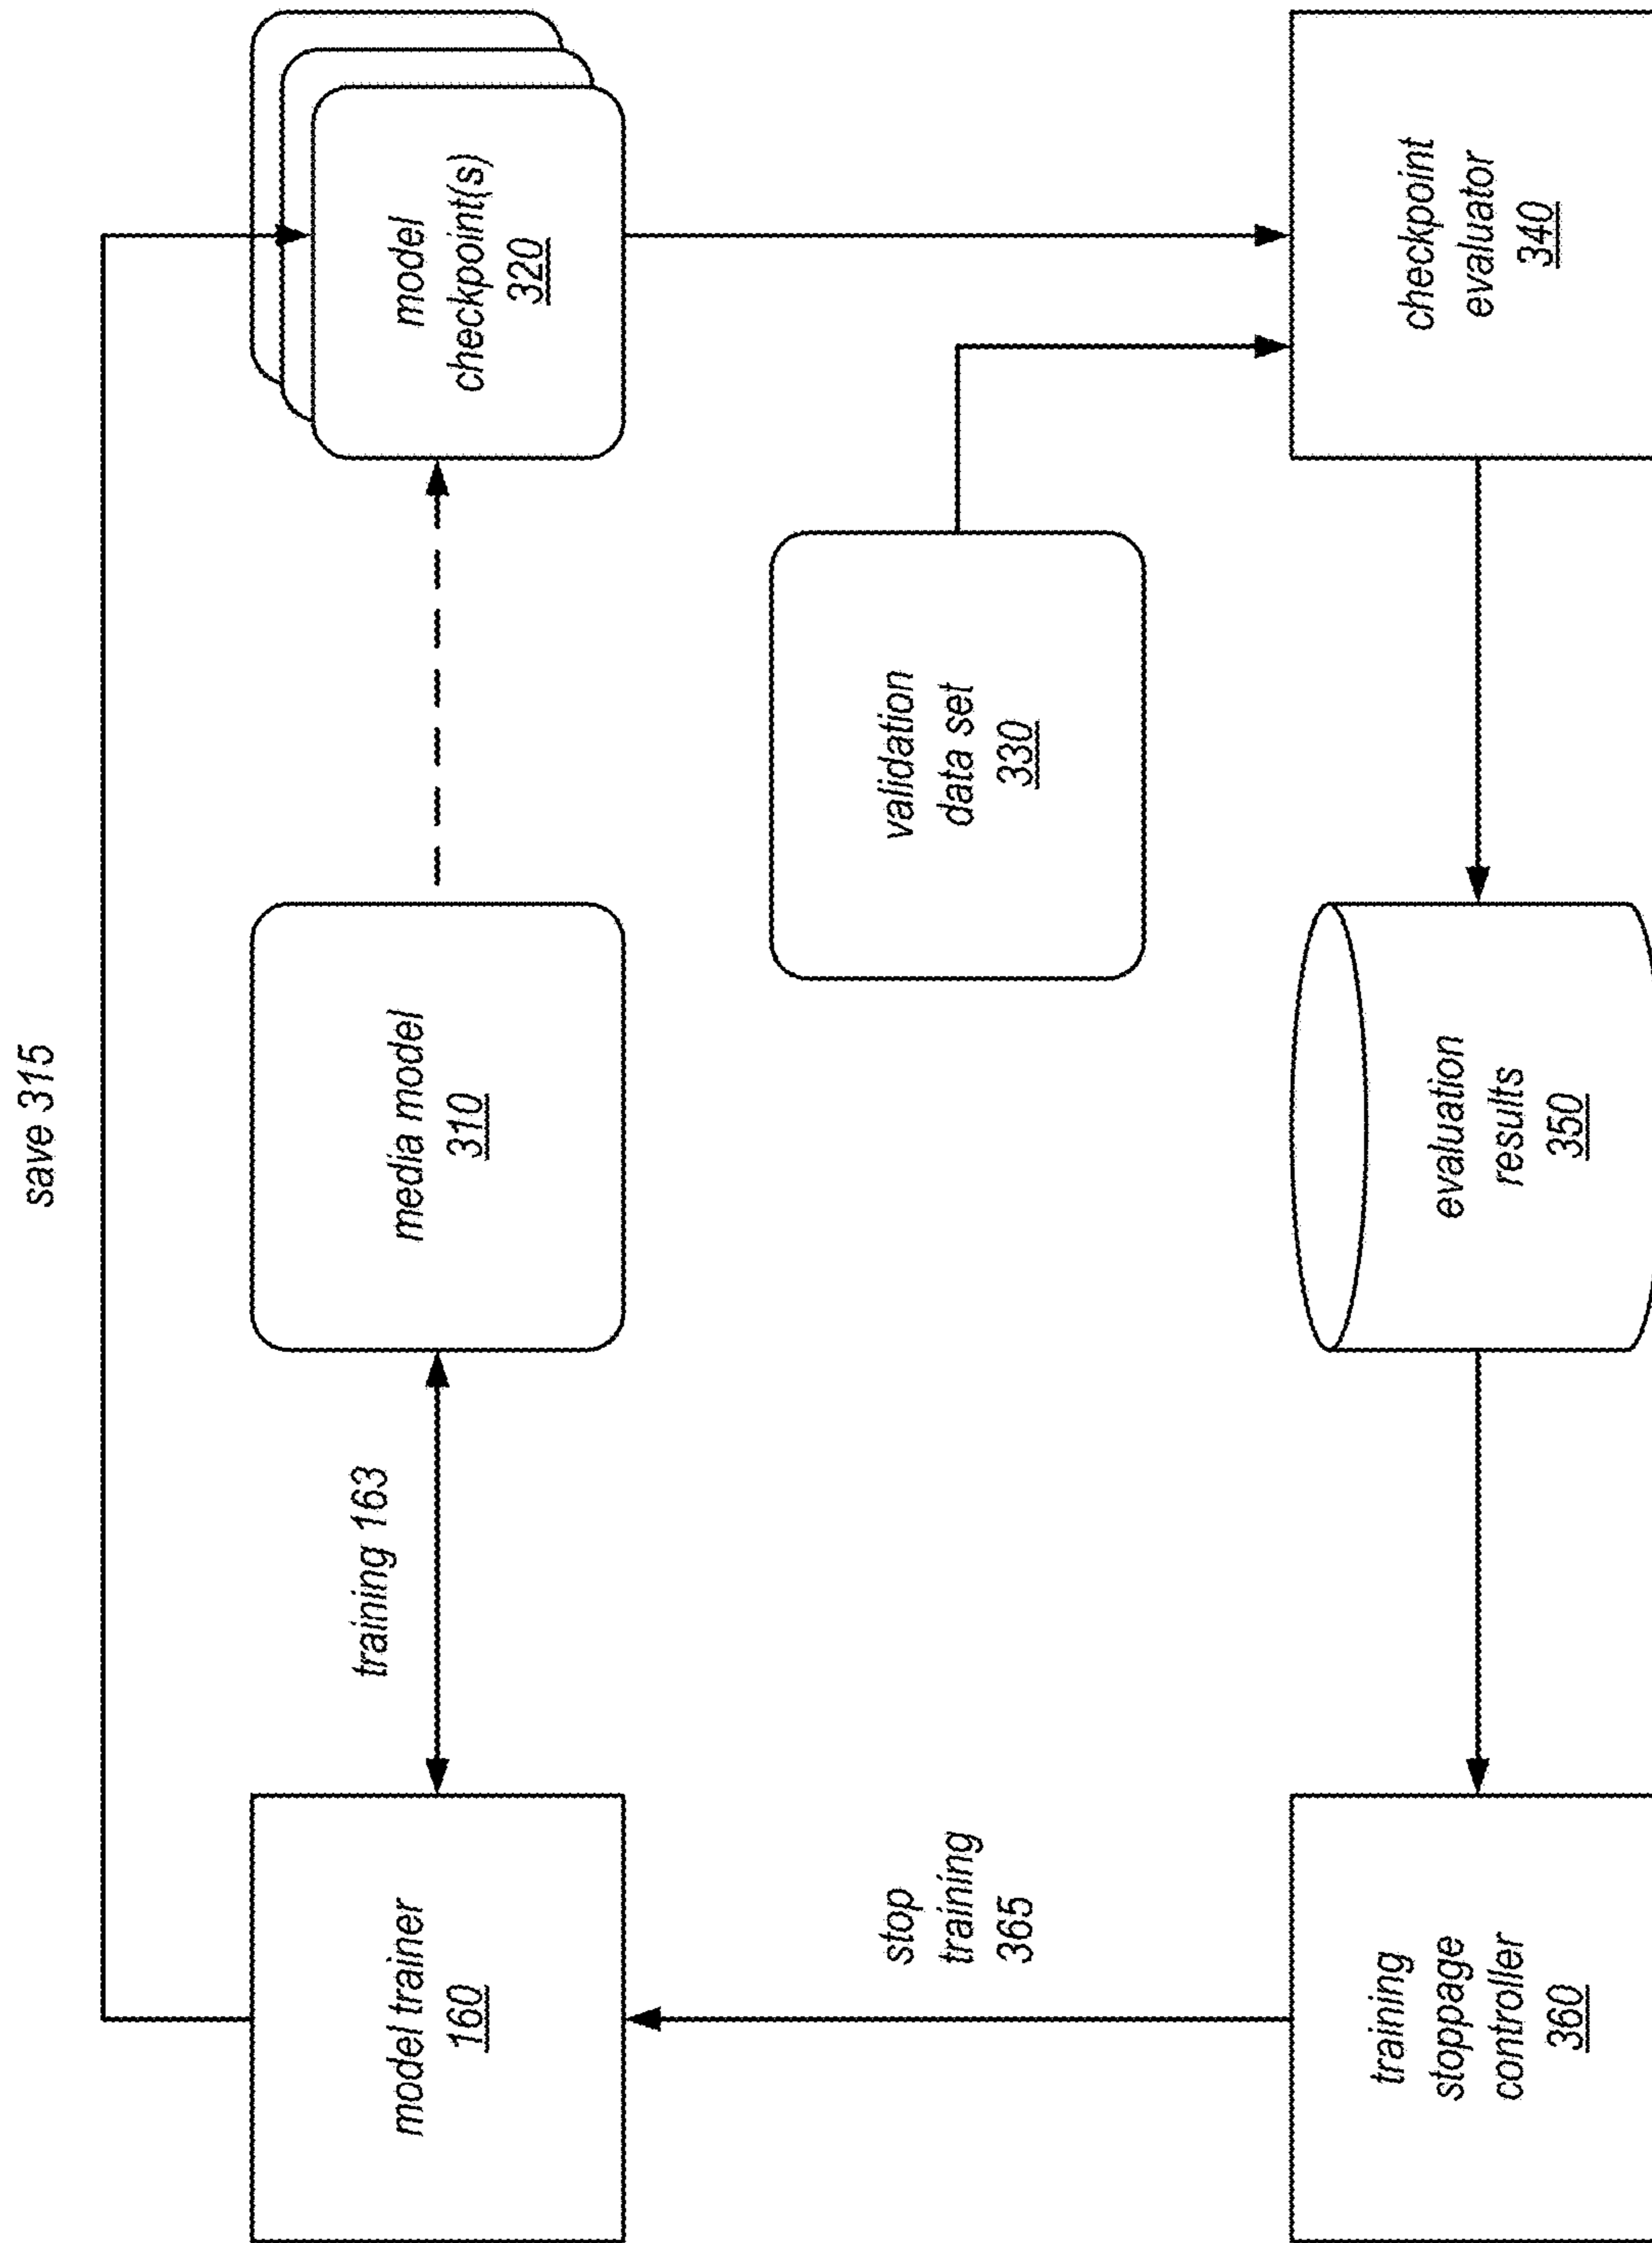 save 315
model trainer
160
training 163
media model
310
model
checkpoint(s)
320
stop
training
365
validation
data set
330
training
stoppage
controller
360
evaluation
results
350
checkpoint
evaluator
340